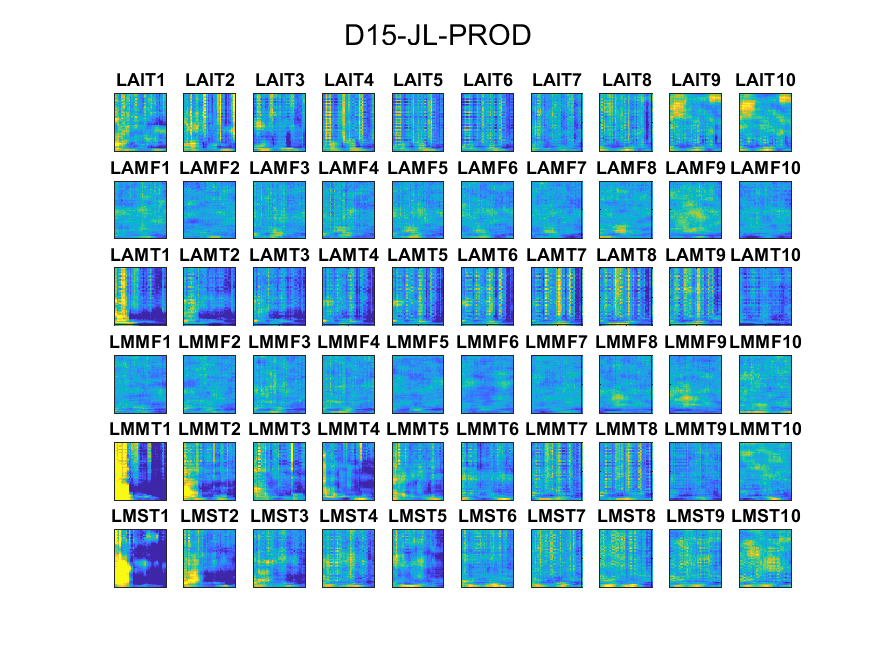 D15-JL-PROD
LAIT1 LAIT2 LAIT3 LAIT4 LAIT5 LAIT6 LAIT7 LAIT8 LAIT9 LAIT10
LAMF1 LAMF2 LAMF3 LAMF4 LAMF5 LAMF6 LAMF7 LAMF8 LAMF9 LAMF10
LAMT1 LAMT2 LAMT3 LAMT4 LAMT5 LAMT6 LAMT7 LAMT8 LAMT9 LAMT10
LMMF1 LMMF2 LMMF3 LMMF4 LMMF5 LMMF6 LMMF7 LMMF8 LMMF9 LMMF10
LMMT1 LMMT2 LMMT3 LMMT4 LMMT5 LMMT6 LMMT7 LMMT8 LMMT9 LMMT10
LMST1 LMST2 LMST3 LMST4 LMST5 LMST6 LMST7 LMST8 LMST9 LMST10